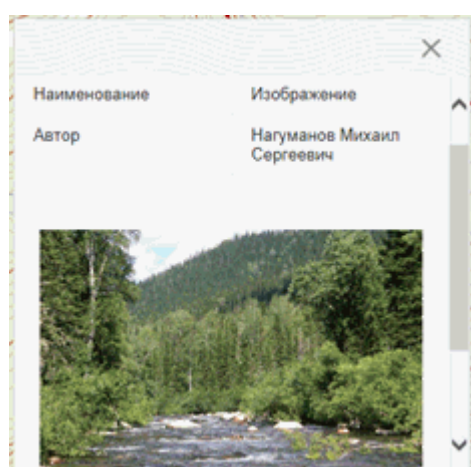 Наименование Изображение
Автор Нагуманов Михаил
Сергеевич